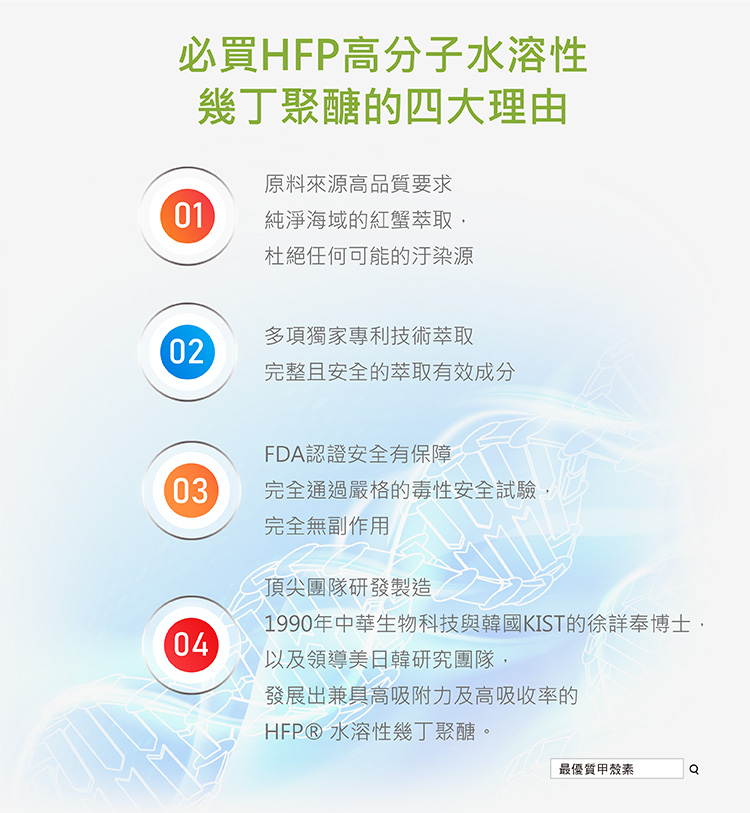 必買HFP高分子水溶性
幾丁聚醣的四大理由
01
原料來源高品質要求
純淨海域的紅蟹萃取，
杜絕任何可能的汙染源
02
多項獨家專利技術萃取
完整且安全的萃取有效成分
03
FDA認證安全有保障
完全通過嚴格的毒性安全試驗，
完全無副作用
04
頂尖團隊研發製造
1990年中華生物科技與韓國KIST的徐詳奉博士，
以及領導美日韓研究團隊，
發展出兼具高吸附力及高吸收率的
HFP® 水溶性幾丁聚醣。
最優質甲殼素